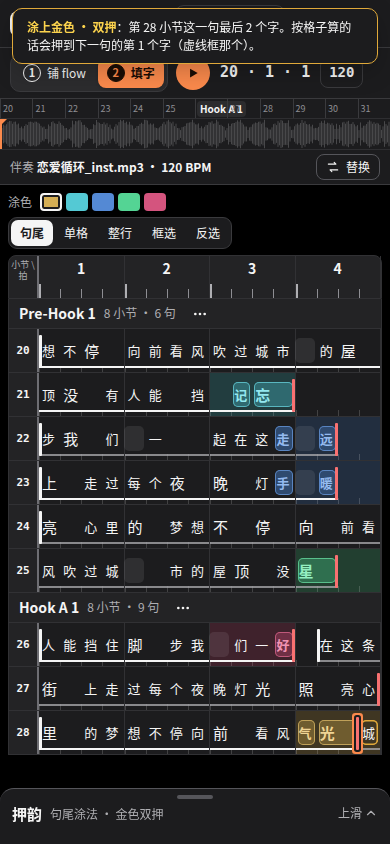 涂上金色 · 双押：第 28 小节这一句最后 2 个字。按格子算的
话会押到下一句的第 1 个字（虚线框那个）。
1 铺 flow
2 填字
20 · 1 · 1
120
20 21 22 23 24 25 Hook A 1 28 29 30 31
伴奏 恋爱循环_inst.mp3 · 120 BPM
替换
涂色
句尾 单格 整行 框选 反选
小节\拍 1 2 3 4
Pre-Hook 1 8 小节 · 6 句 ···
20 想 不 停 向 前 看 风 吹 过 城 市 的 屋
21 顶 没 有 人 能 挡 记 忘
22 步 我 们 一 起 在 这 走 远
23 上 走 过 每 个 夜 晚 灯 手 暖
24 亮 心 里 的 梦 想 不 停 向 前 看
25 风 吹 过 城 市 的 屋 顶 没 星
Hook A 1 8 小节 · 9 句 ···
26 人 能 挡 住 脚 步 我 们 一 好 在 这 条
27 街 上 走 过 每 个 夜 晚 灯 光 照 亮 心
28 里 的 梦 想 不 停 向 前 看 风 气 光 城
押韵 句尾涂法 · 金色双押
上滑